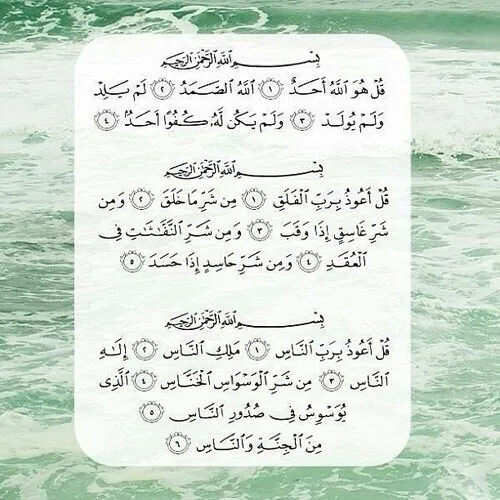 بِسْمِ ٱللَّهِ ٱلرَّحْمَٰنِ ٱلرَّحِيمِ
قُلْ هُوَ ٱللَّهُ أَحَدٌ ١ ٱللَّهُ ٱلصَّمَدُ ٢ لَمْ يَلِدْ
وَلَمْ يُولَدْ ٣ وَلَمْ يَكُن لَّهُۥ كُفُوًا أَحَدٌۢ ٤
بِسْمِ ٱللَّهِ ٱلرَّحْمَٰنِ ٱلرَّحِيمِ
قُلْ أَعُوذُ بِرَبِّ ٱلْفَلَقِ ١ مِن شَرِّ مَا خَلَقَ ٢ وَمِن
شَرِّ غَاسِقٍ إِذَا وَقَبَ ٣ وَمِن شَرِّ ٱلنَّفَّٰثَٰتِ فِى
ٱلْعُقَدِ ٤ وَمِن شَرِّ حَاسِدٍ إِذَا حَسَدَ ٥
بِسْمِ ٱللَّهِ ٱلرَّحْمَٰنِ ٱلرَّحِيمِ
قُلْ أَعُوذُ بِرَبِّ ٱلنَّاسِ ١ مَلِكِ ٱلنَّاسِ ٢ إِلَٰهِ
ٱلنَّاسِ ٣ مِن شَرِّ ٱلْوَسْوَاسِ ٱلْخَنَّاسِ ٤ ٱلَّذِى
يُوَسْوِسُ فِى صُدُورِ ٱلنَّاسِ ٥
مِنَ ٱلْجِنَّةِ وَٱلنَّاسِ ٦